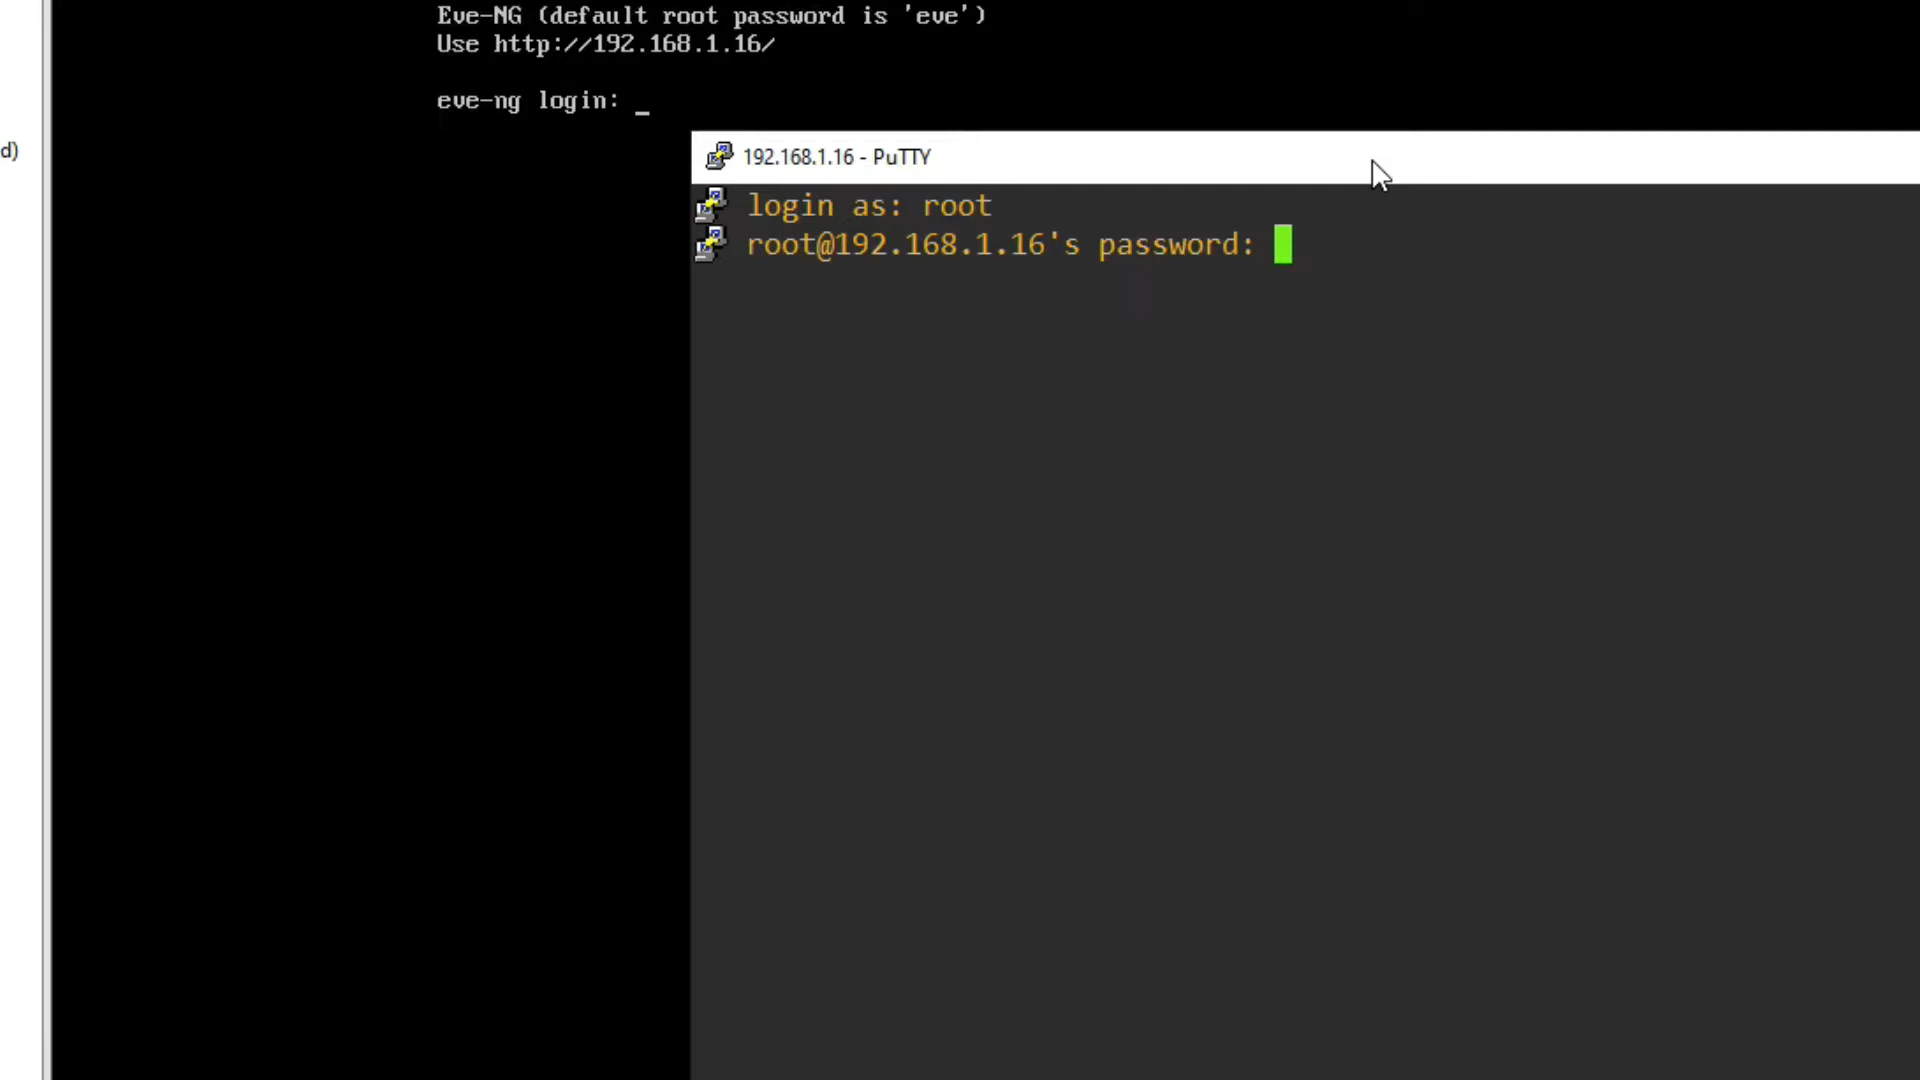 Eve-NG (default root password is 'eve')
Use http://192.168.1.16/
eve-ng login: _
d)
192.168.1.16 - PuTTY
login as: root
root@192.168.1.16's password: